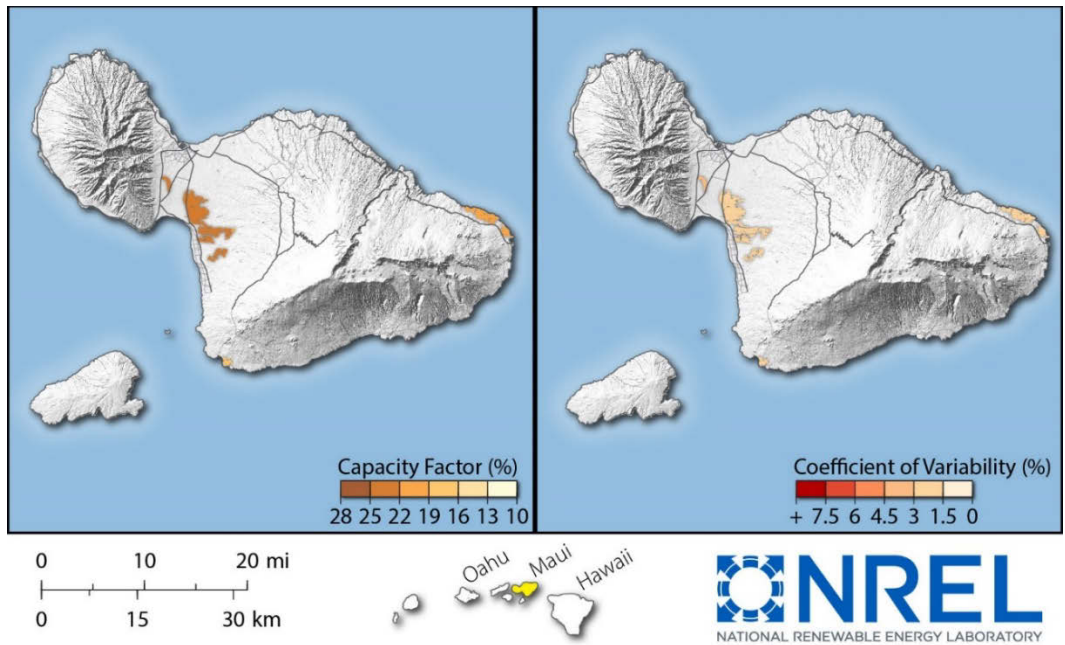 Capacity Factor (%)
28 25 22 19 16 13 10
Coefficient of Variability (%)
+ 7.5 6 4.5 3 1.5 0
0 10 20 mi
0 15 30 km
Oahu
Maui
Hawaii
NREL
NATIONAL RENEWABLE ENERGY LABORATORY